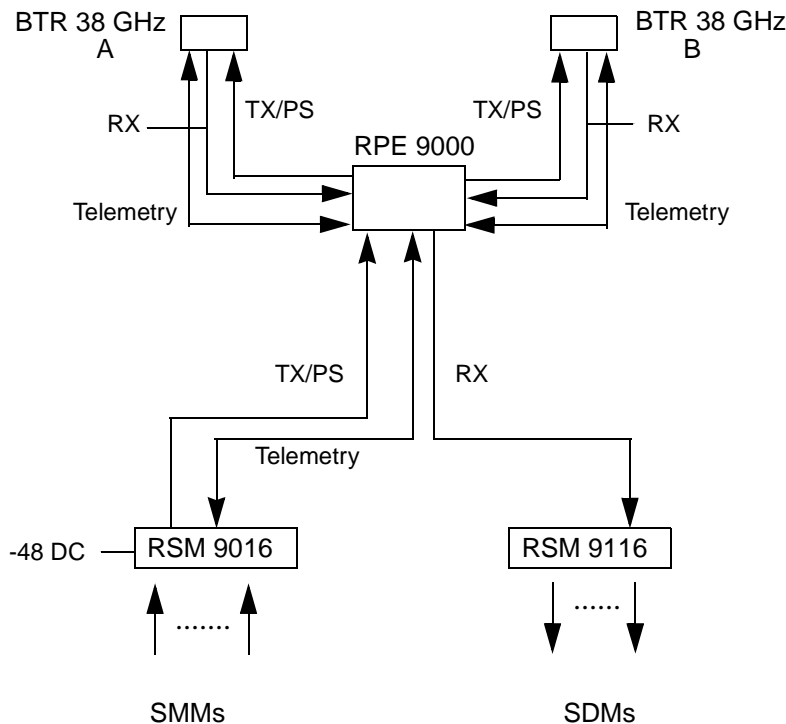 BTR 38 GHz
A
BTR 38 GHz
B
TX/PS
TX/PS
RX
RX
RPE 9000
Telemetry
Telemetry
TX/PS
RX
Telemetry
-48 DC
RSM 9016
RSM 9116
.......
......
SMMs
SDMs